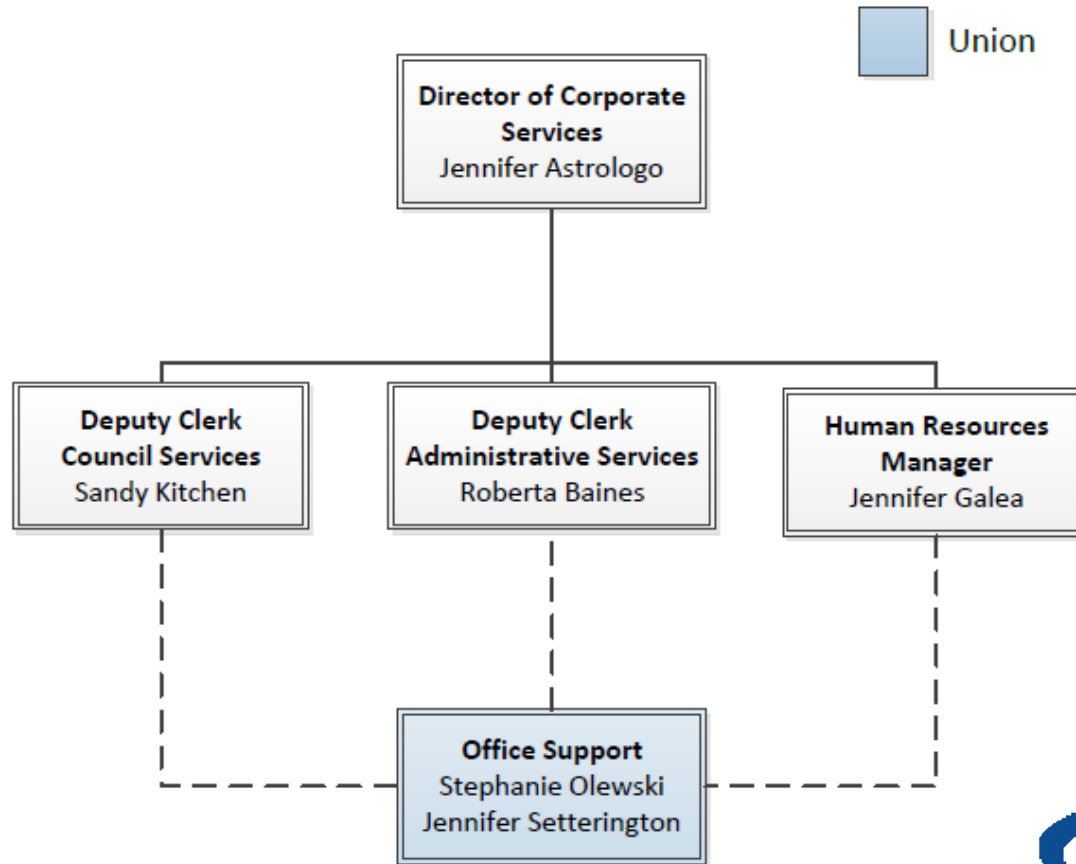 Union
Director of Corporate
Services
Jennifer Astrologo
Deputy Clerk
Council Services
Sandy Kitchen
Deputy Clerk
Administrative Services
Roberta Baines
Human Resources
Manager
Jennifer Galea
Office Support
Stephanie Olewski
Jennifer Setterington